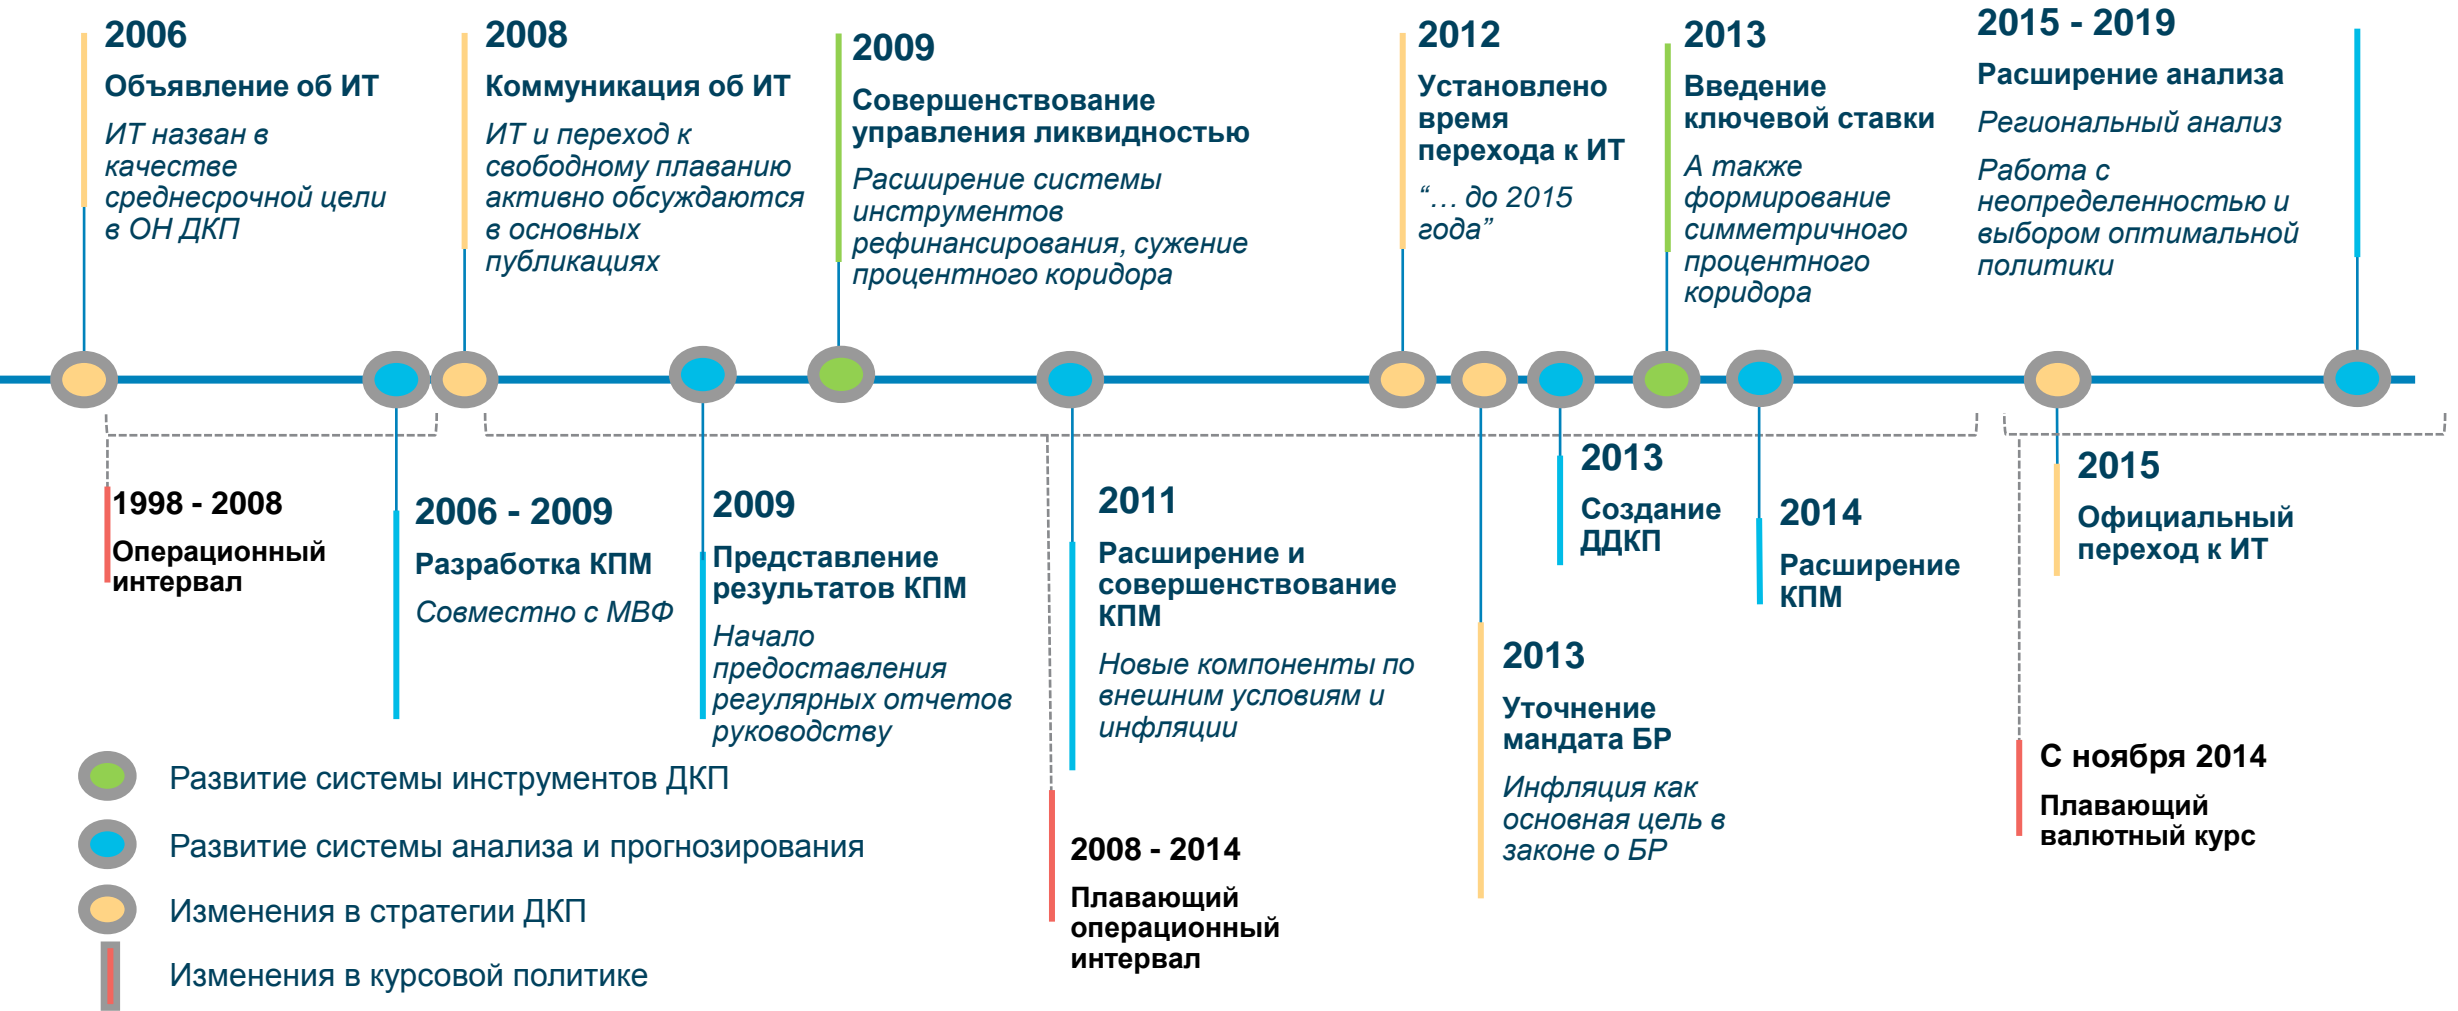 2006
Объявление об ИТ
ИТ назван в
качестве
среднесрочной цели
в ОН ДКП
2008
Коммуникация об ИТ
ИТ и переход к
свободному плаванию
активно обсуждаются
в основных
публикациях
2009
Совершенствование
управления ликвидностью
Расширение системы
инструментов
рефинансирования, сужение
процентного коридора
2012
Установлено
время
перехода к ИТ
“… до 2015
года”
2013
Введение
ключевой ставки
А также
формирование
симметричного
процентного
коридора
2015 - 2019
Расширение анализа
Региональный анализ
Работа с
неопределенностью и
выбором оптимальной
политики
1998 - 2008
Операционный
интервал
2006 - 2009
Разработка КПМ
Совместно с МВФ
2009
Представление
результатов КПМ
Начало
предоставления
регулярных отчетов
руководству
2011
Расширение и
совершенствование
КПМ
Новые компоненты по
внешним условиям и
инфляции
2008 - 2014
Плавающий
операционный
интервал
2013
Уточнение
мандата БР
Инфляция как
основная цель в
законе о БР
2013
Создание
ДДКП
2014
Расширение
КПМ
2015
Официальный
переход к ИТ
С ноября 2014
Плавающий
валютный курс
Развитие системы инструментов ДКП
Развитие системы анализа и прогнозирования
Изменения в стратегии ДКП
Изменения в курсовой политике